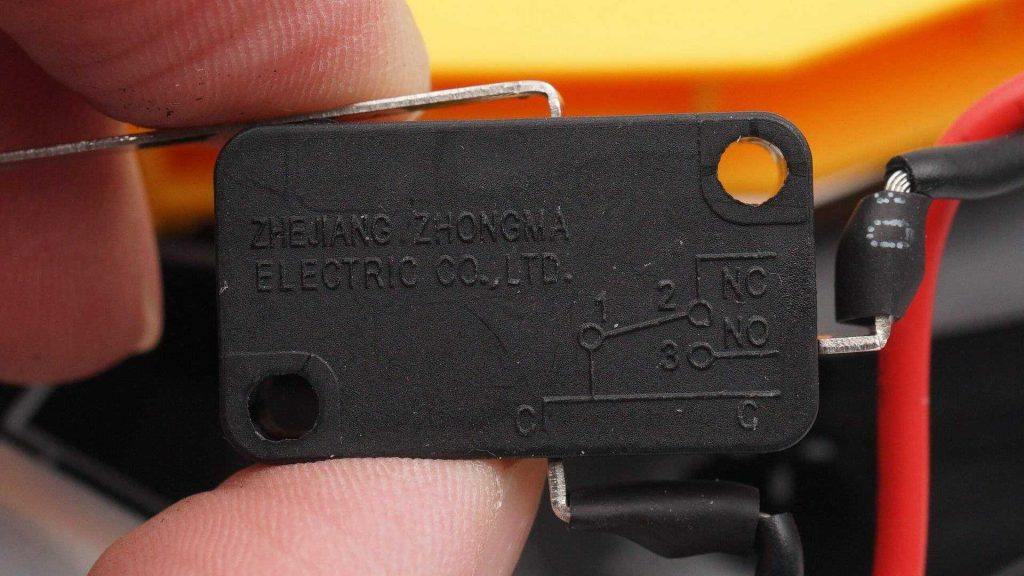 ZHEJIANG ZHONGMA
ELECTRIC CO.,LTD.
NC
1 2
NO
3
C C